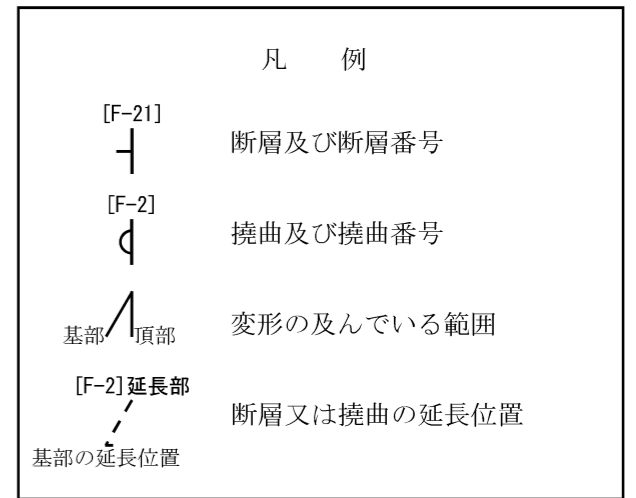 凡　例
[F-21]
断層及び断層番号
[F-2]
撓曲及び撓曲番号
基部 頂部
変形の及んでいる範囲
[F-2]延長部
断層又は撓曲の延長位置
基部の延長位置